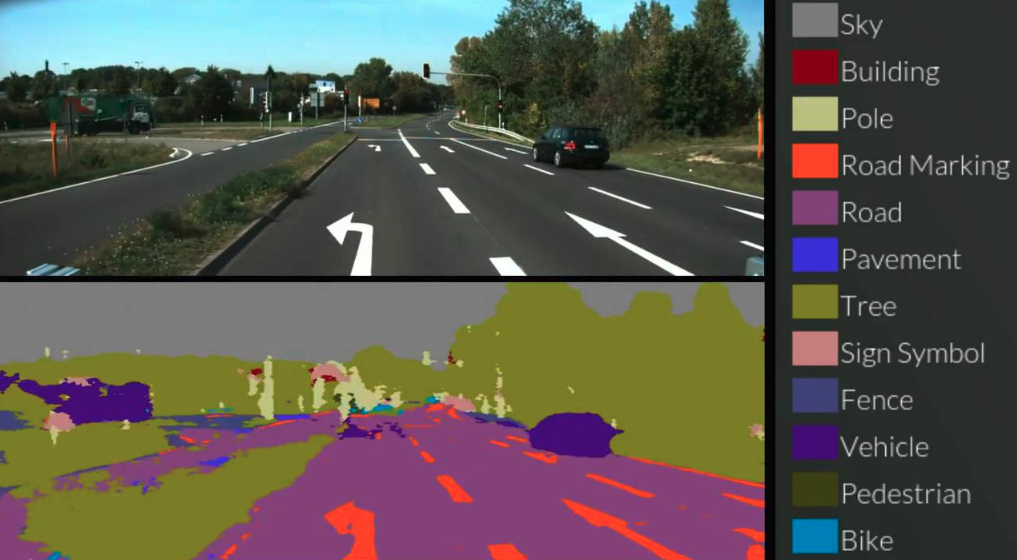 Sky
Building
Pole
Road Marking
Road
Pavement
Tree
Sign Symbol
Fence
Vehicle
Pedestrian
Bike